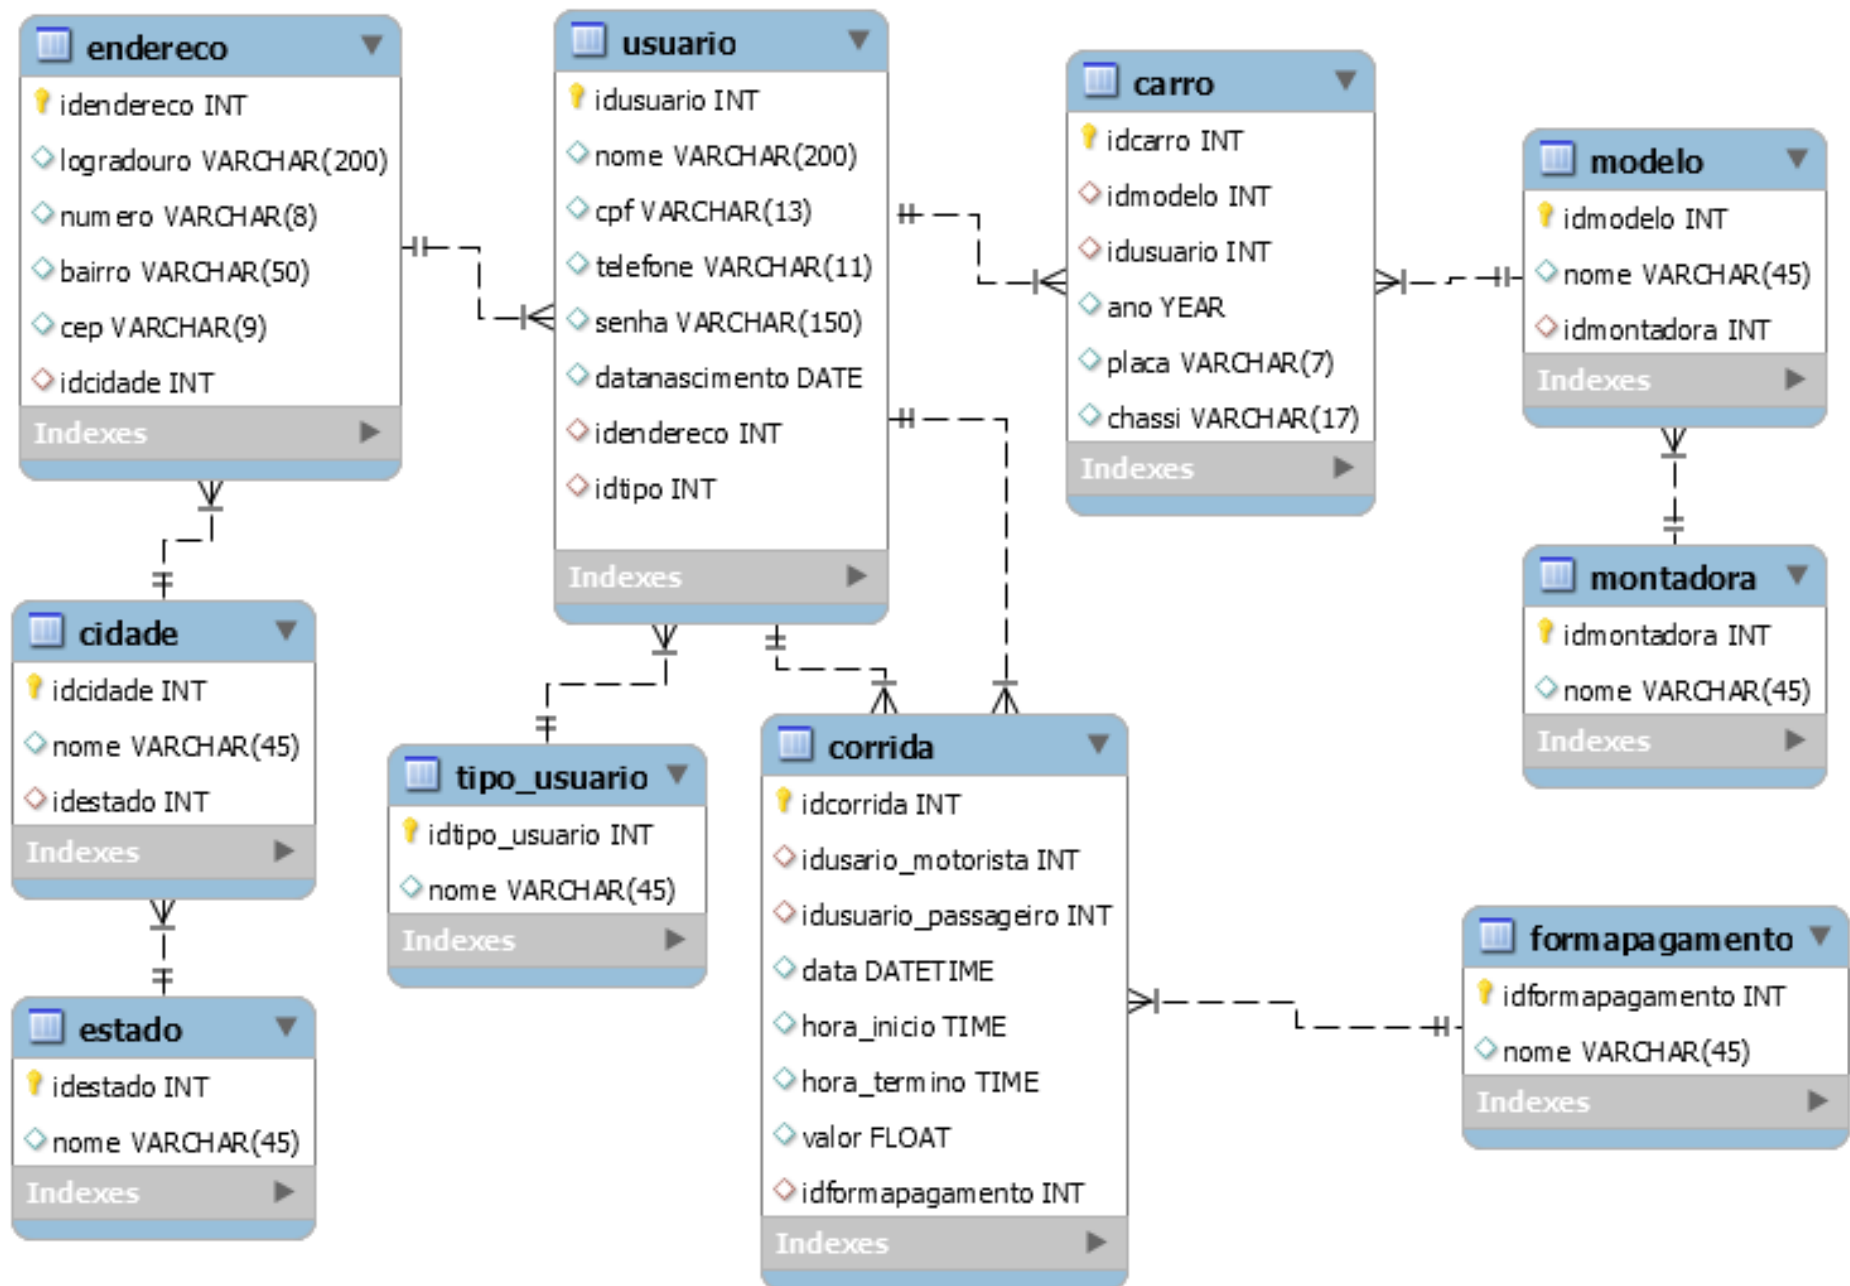 endereco
idendereco INT
logradouro VARCHAR(200)
numero VARCHAR(8)
bairro VARCHAR(50)
cep VARCHAR(9)
idcidade INT
Indexes
usuario
idusuario INT
nome VARCHAR(200)
cpf VARCHAR(13)
telefone VARCHAR(11)
senha VARCHAR(150)
datanascimento DATE
idendereco INT
idtipo INT
Indexes
carro
idcarro INT
idmodelo INT
idusuario INT
ano YEAR
placa VARCHAR(7)
chassi VARCHAR(17)
Indexes
modelo
idmodelo INT
nome VARCHAR(45)
idmontadora INT
Indexes
montadora
idmontadora INT
nome VARCHAR(45)
Indexes
cidade
idcidade INT
nome VARCHAR(45)
idestado INT
Indexes
tipo_usuario
idtipo_usuario INT
nome VARCHAR(45)
Indexes
corrida
idcorrida INT
idusario_motorista INT
idusuario_passageiro INT
data DATETIME
hora_inicio TIME
hora_termino TIME
valor FLOAT
idformapagamento INT
Indexes
formapagamento
idformapagamento INT
nome VARCHAR(45)
Indexes
estado
idestado INT
nome VARCHAR(45)
Indexes